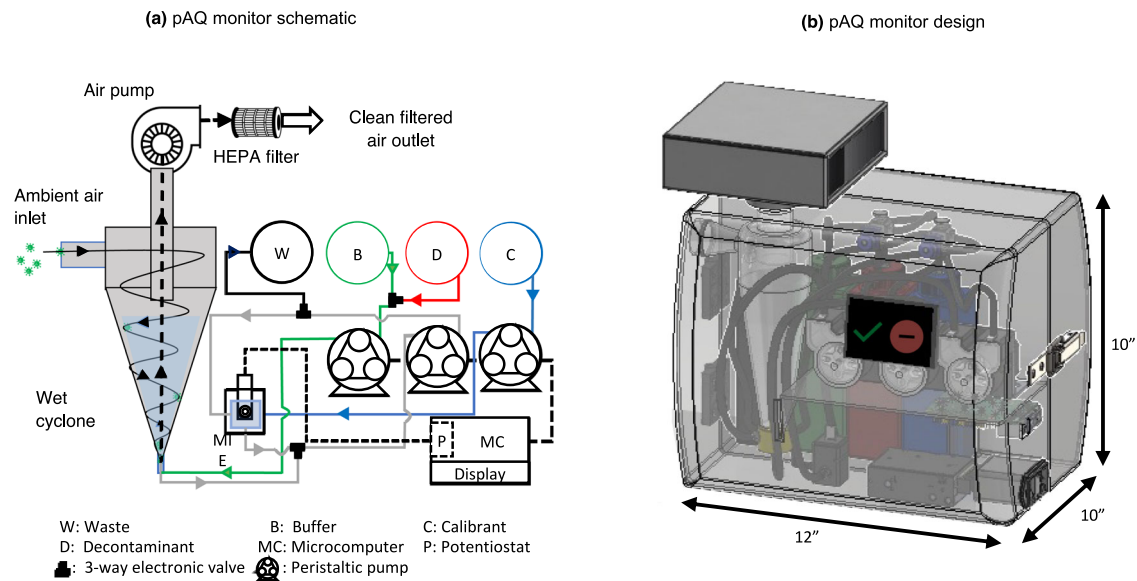 (a) pAQ monitor schematic
Air pump
HEPA filter
Clean filtered
air outlet
Ambient air
inlet
W
B
D
C
Wet
cyclone
MI
E
P
MC
Display
W: Waste
B: Buffer
C: Calibrant
D: Decontaminant
MC: Microcomputer
P: Potentiostat
: 3-way electronic valve
: Peristaltic pump
(b) pAQ monitor design
10”
10”
12”